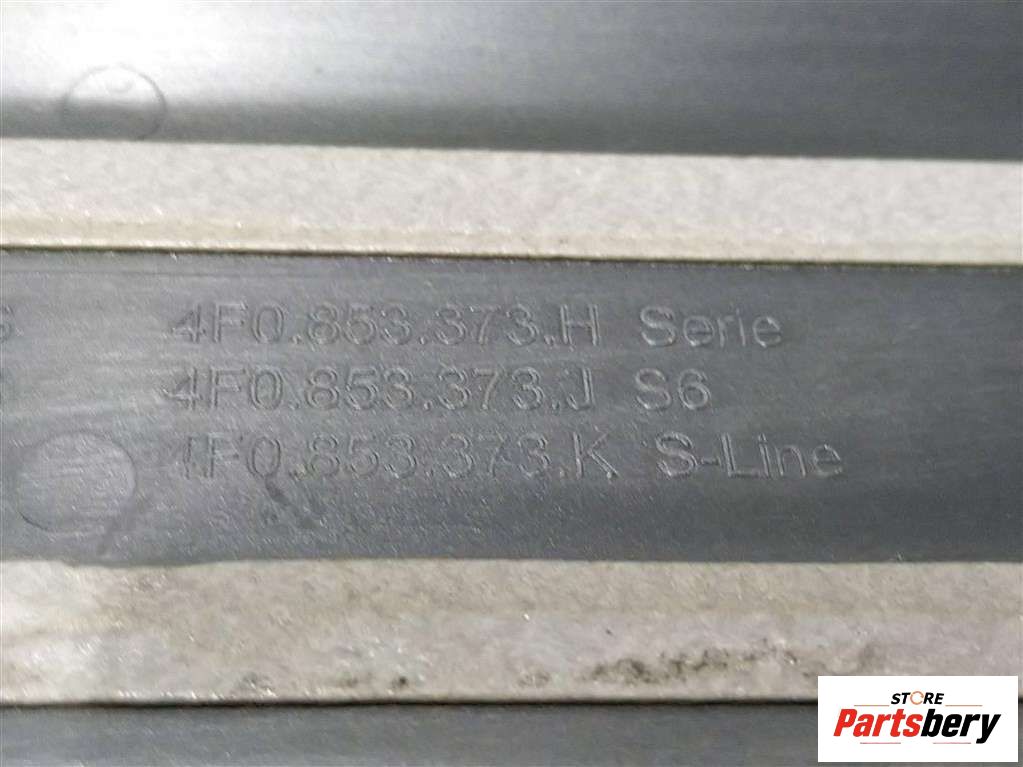 4F0.853.373.H Serie
4F0.853.373.J S6
4F0.853.373.K S-Line
STORE
Partsbery